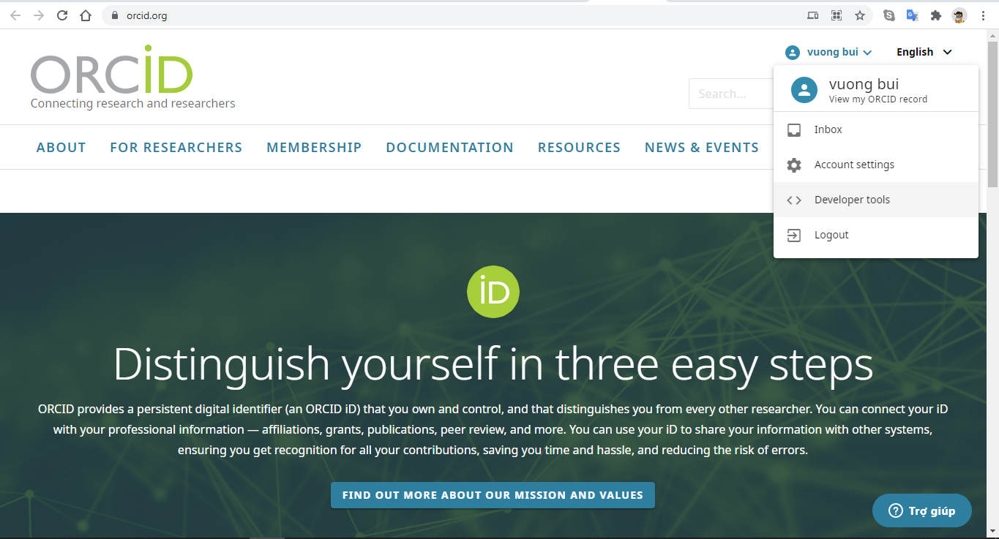 orcid.org
vuong bui
English
ORCID
Connecting research and researchers
Search...
vuong bui
View my ORCID record
Inbox
Account settings
Developer tools
Logout
ABOUT
FOR RESEARCHERS
MEMBERSHIP
DOCUMENTATION
RESOURCES
NEWS & EVENTS
iD
Distinguish yourself in three easy steps
ORCID provides a persistent digital identifier (an ORCID iD) that you own and control, and that distinguishes you from every other researcher. You can connect your iD
with your professional information — affiliations, grants, publications, peer review, and more. You can use your iD to share your information with other systems,
ensuring you get recognition for all your contributions, saving you time and hassle, and reducing the risk of errors.
FIND OUT MORE ABOUT OUR MISSION AND VALUES
Trợ giúp